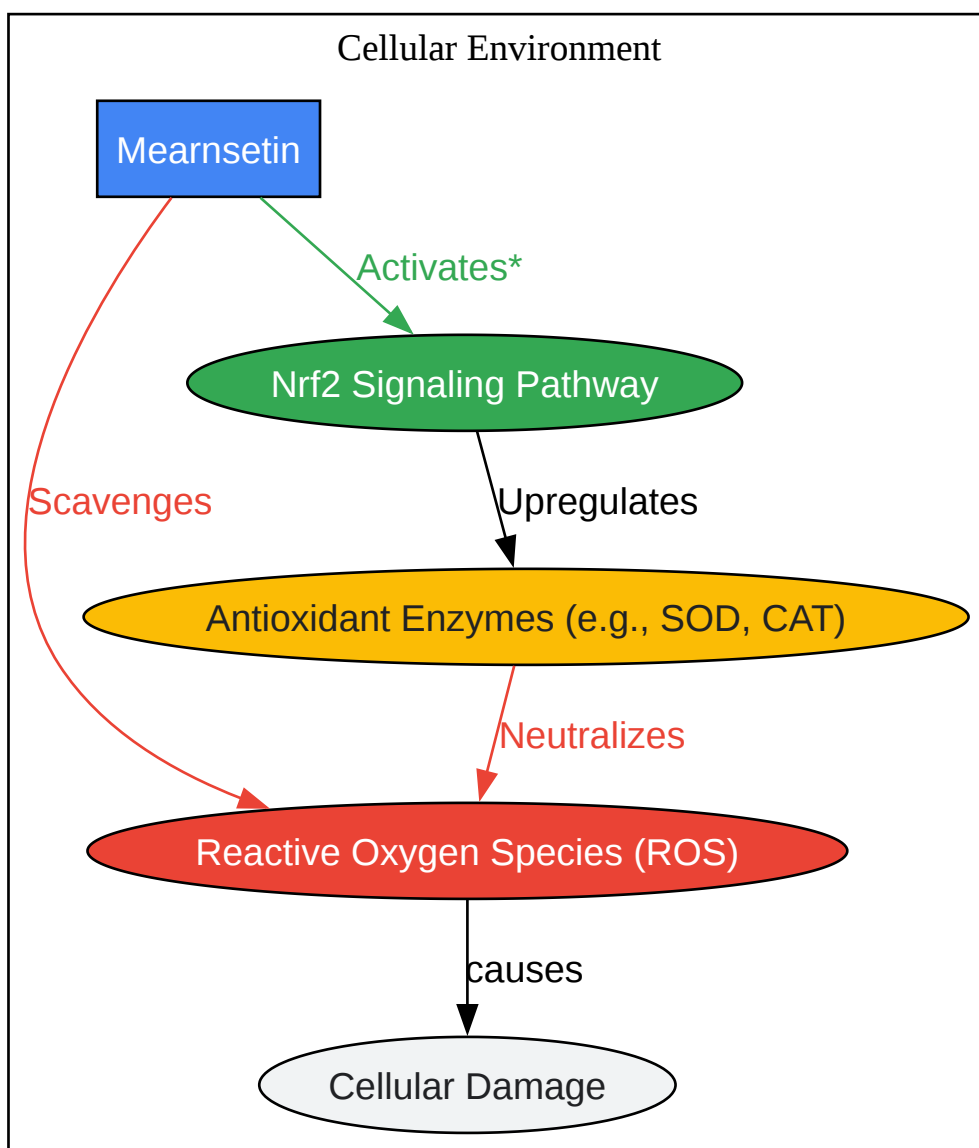 Cellular Environment
Mearnsetin
Activates*
Nrf2 Signaling Pathway
Scavenges
Upregulates
Antioxidant Enzymes (e.g., SOD, CAT)
Neutralizes
Reactive Oxygen Species (ROS)
causes
Cellular Damage